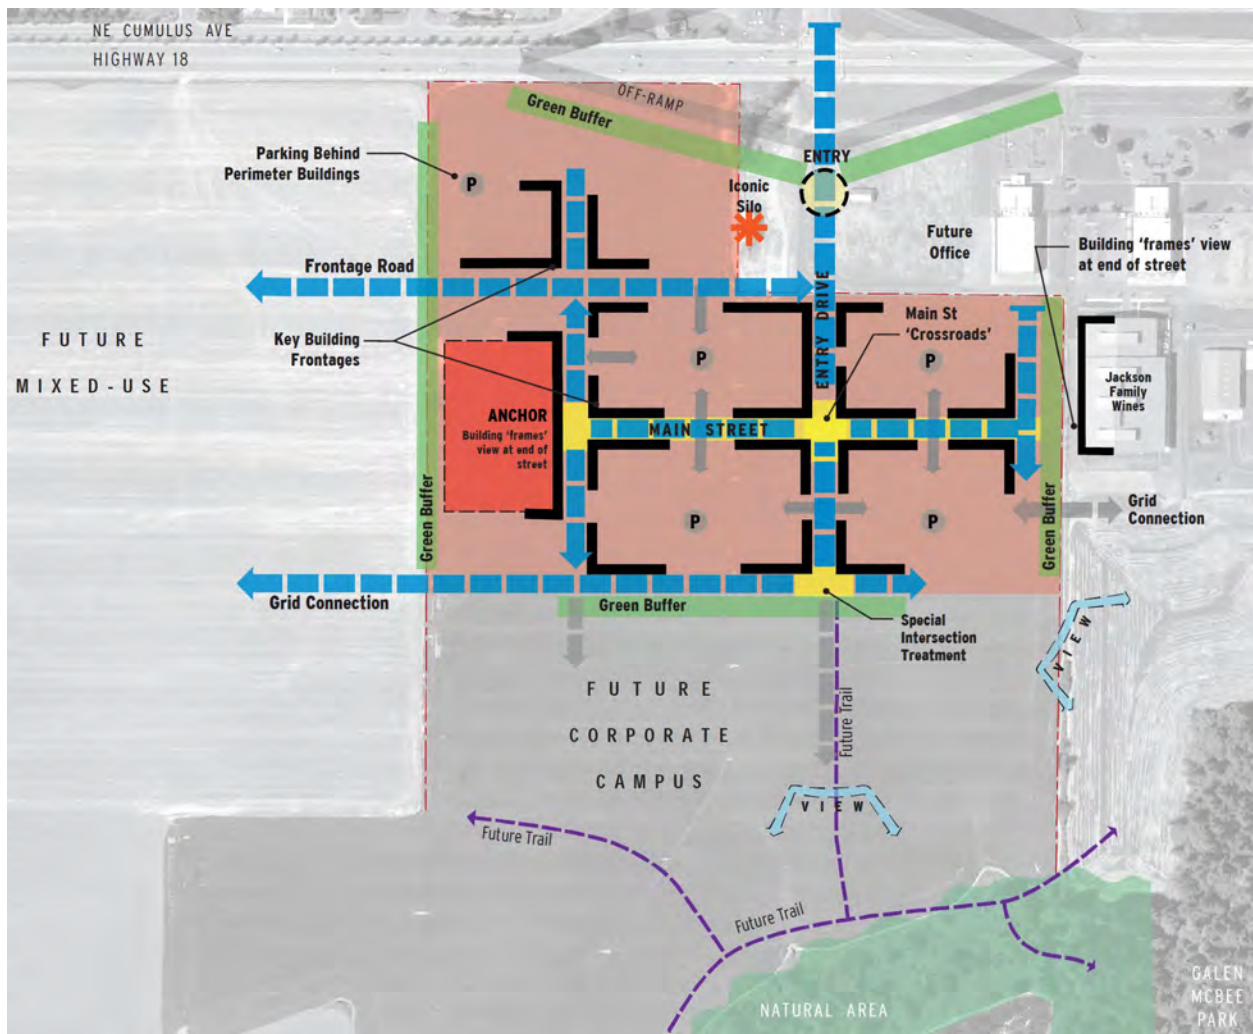 NE CUMULUS AVE
HIGHWAY 18
OFF-RAMP
Green Buffer
Parking Behind
Perimeter Buildings
P
ENTRY
Iconic
Silo
Future
Office
Building ‘frames’ view
at end of street
Frontage Road
ENTRY DRIVE
Main St
‘Crossroads’
FUTURE
MIXED-USE
Key Building
Frontages
P
P
Jackson
Family
Wines
ANCHOR
Building ‘frames’
view at end of
street
MAIN STREET
Green Buffer
P
P
Green Buffer
Grid
Connection
Grid Connection
Green Buffer
Special
Intersection
Treatment
VIEW
FUTURE
CORPORATE
CAMPUS
Future Trail
VIEW
Future Trail
Future Trail
NATURAL AREA
GALEN
MCBEE
PARK